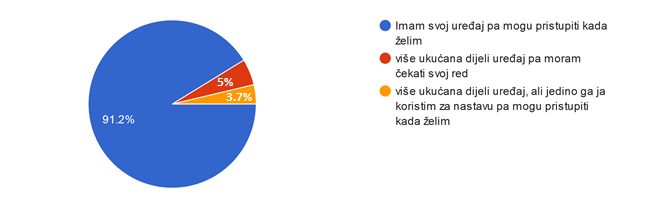 91.2%
5%
3.7%
Imam svoj uređaj pa mogu pristupiti kada
želim
više ukućana dijeli uređaj pa moram
čekati svoj red
više ukućana dijeli uređaj, ali jedino ga ja
koristim za nastavu pa mogu pristupiti
kada želim